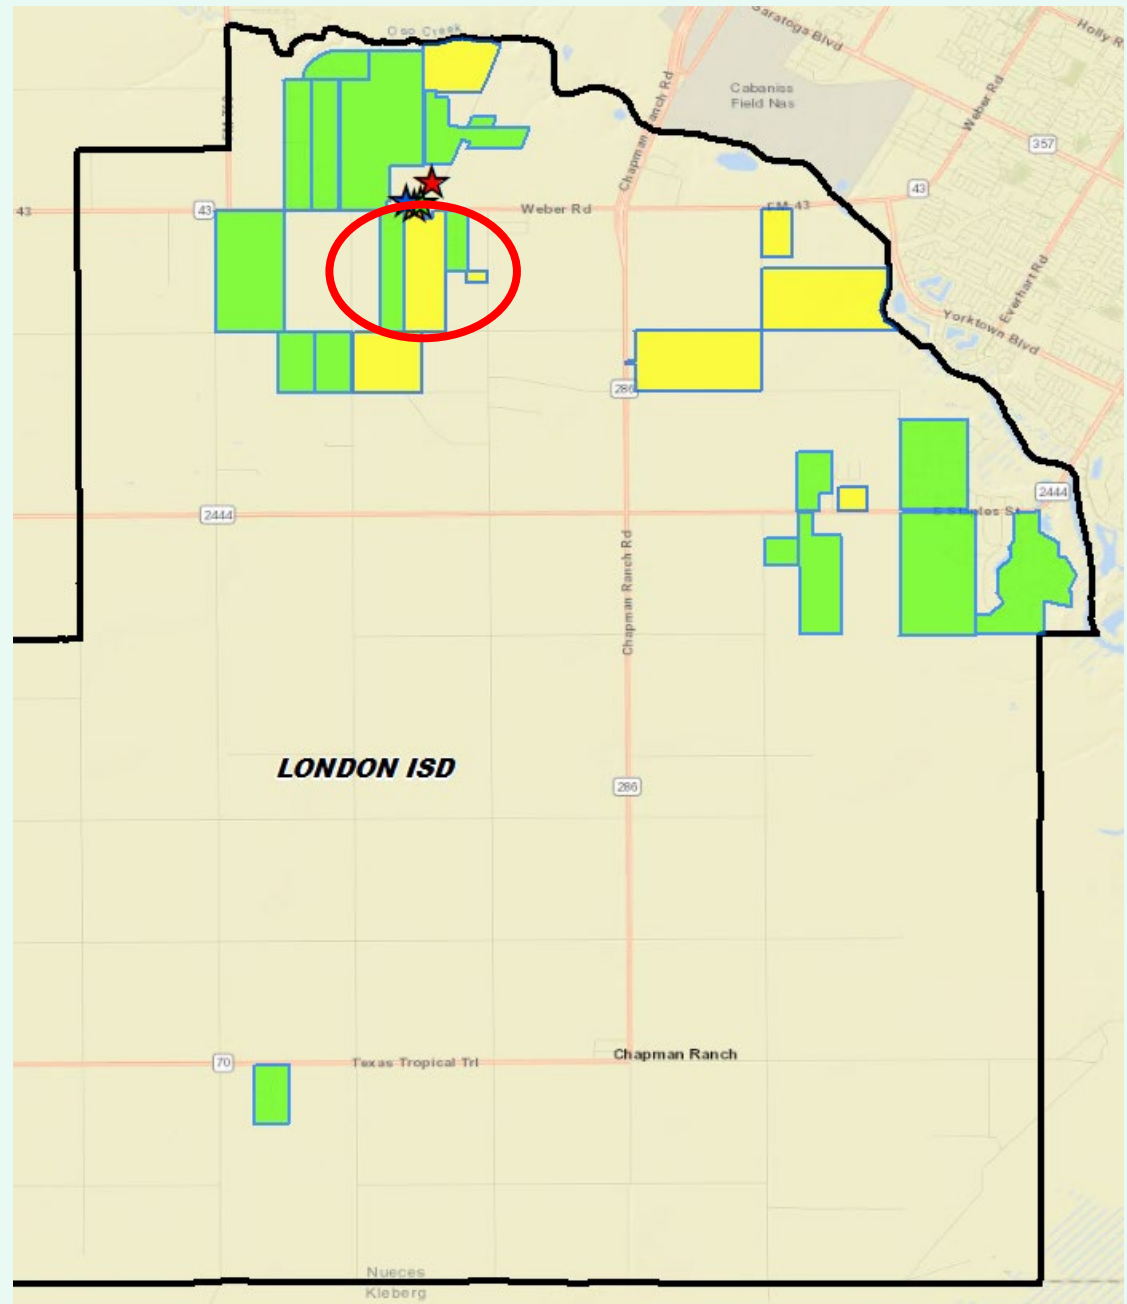 Oso Creek
Saratoga Blvd
Holly R
Cabaniss
Field Nas
Weber Rd
Chapman Ranch Rd
357
43
43
43
Weber Rd
FM 43
Everhart Rd
Yorktown Blvd
286
2444
2444
S Staples St
Chapman Ranch Rd
LONDON ISD
286
70
Texas Tropical Trl
Chapman Ranch
Nueces
Kleberg